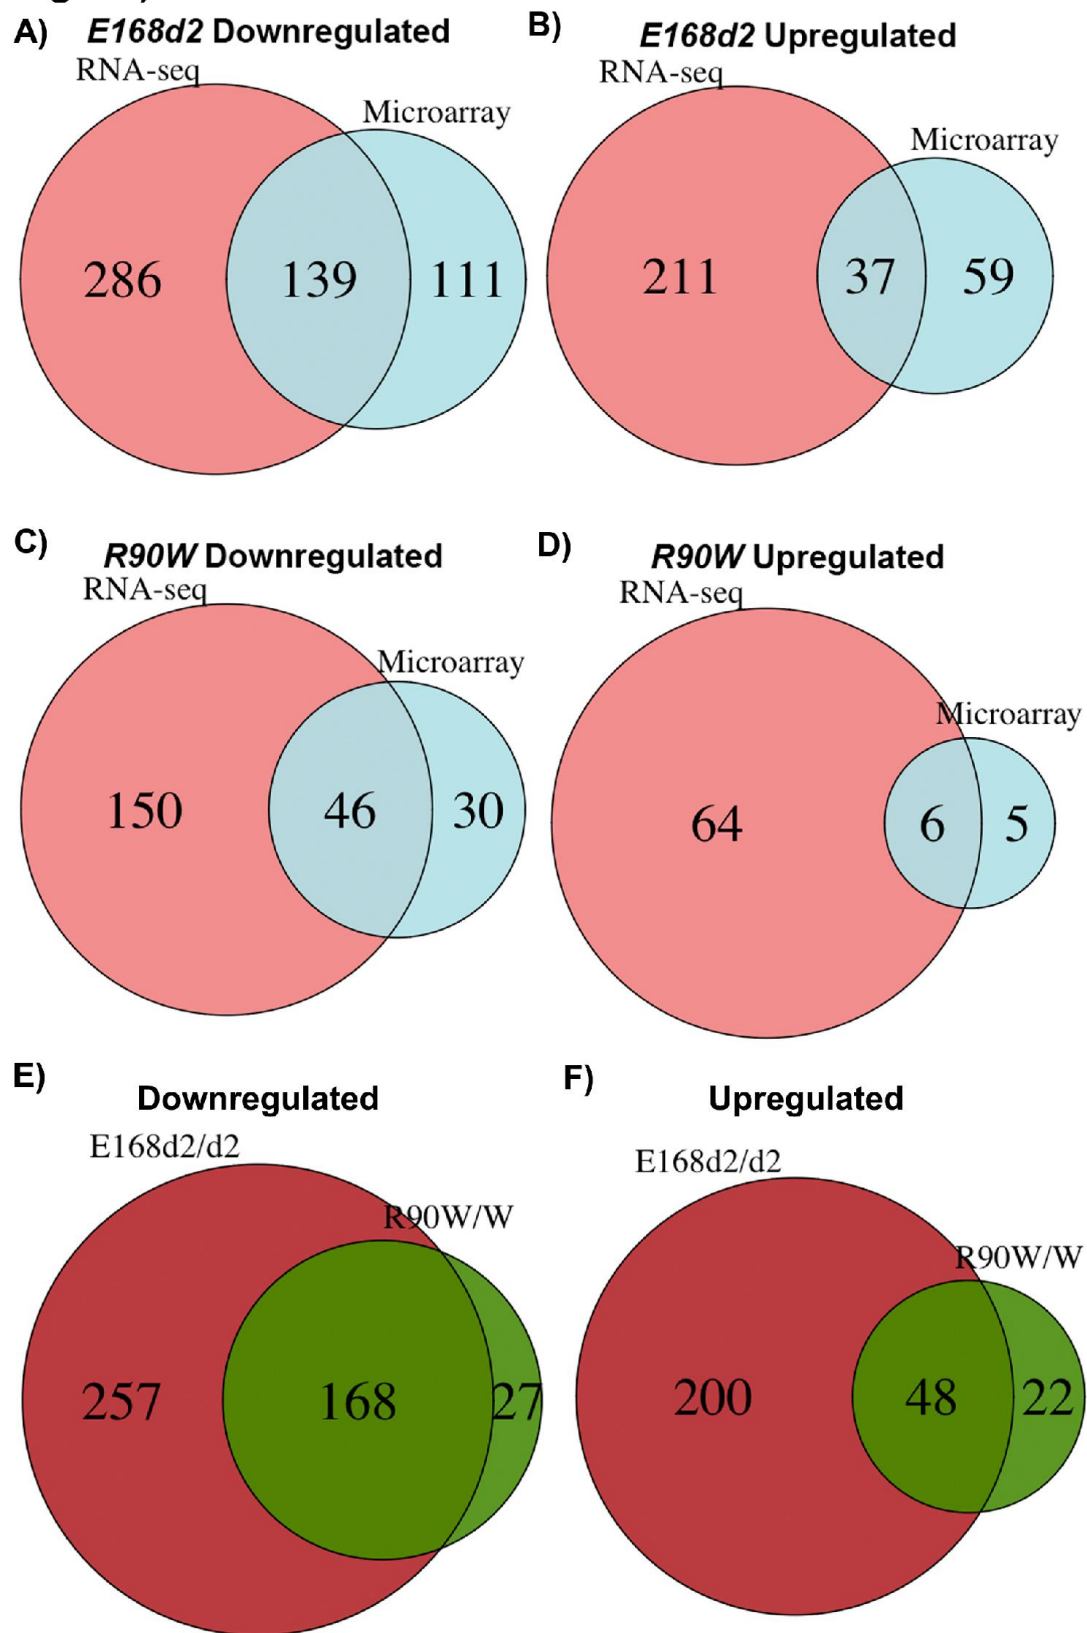 A) E168d2 Downregulated
RNA-seq
Microarray
286 139 111
B) E168d2 Upregulated
RNA-seq
Microarray
211 37 59
C) R90W Downregulated
RNA-seq
Microarray
150 46 30
D) R90W Upregulated
RNA-seq
Microarray
64 6 5
E) Downregulated
E168d2/d2
R90W/W
257 168 27
F) Upregulated
E168d2/d2
R90W/W
200 48 22